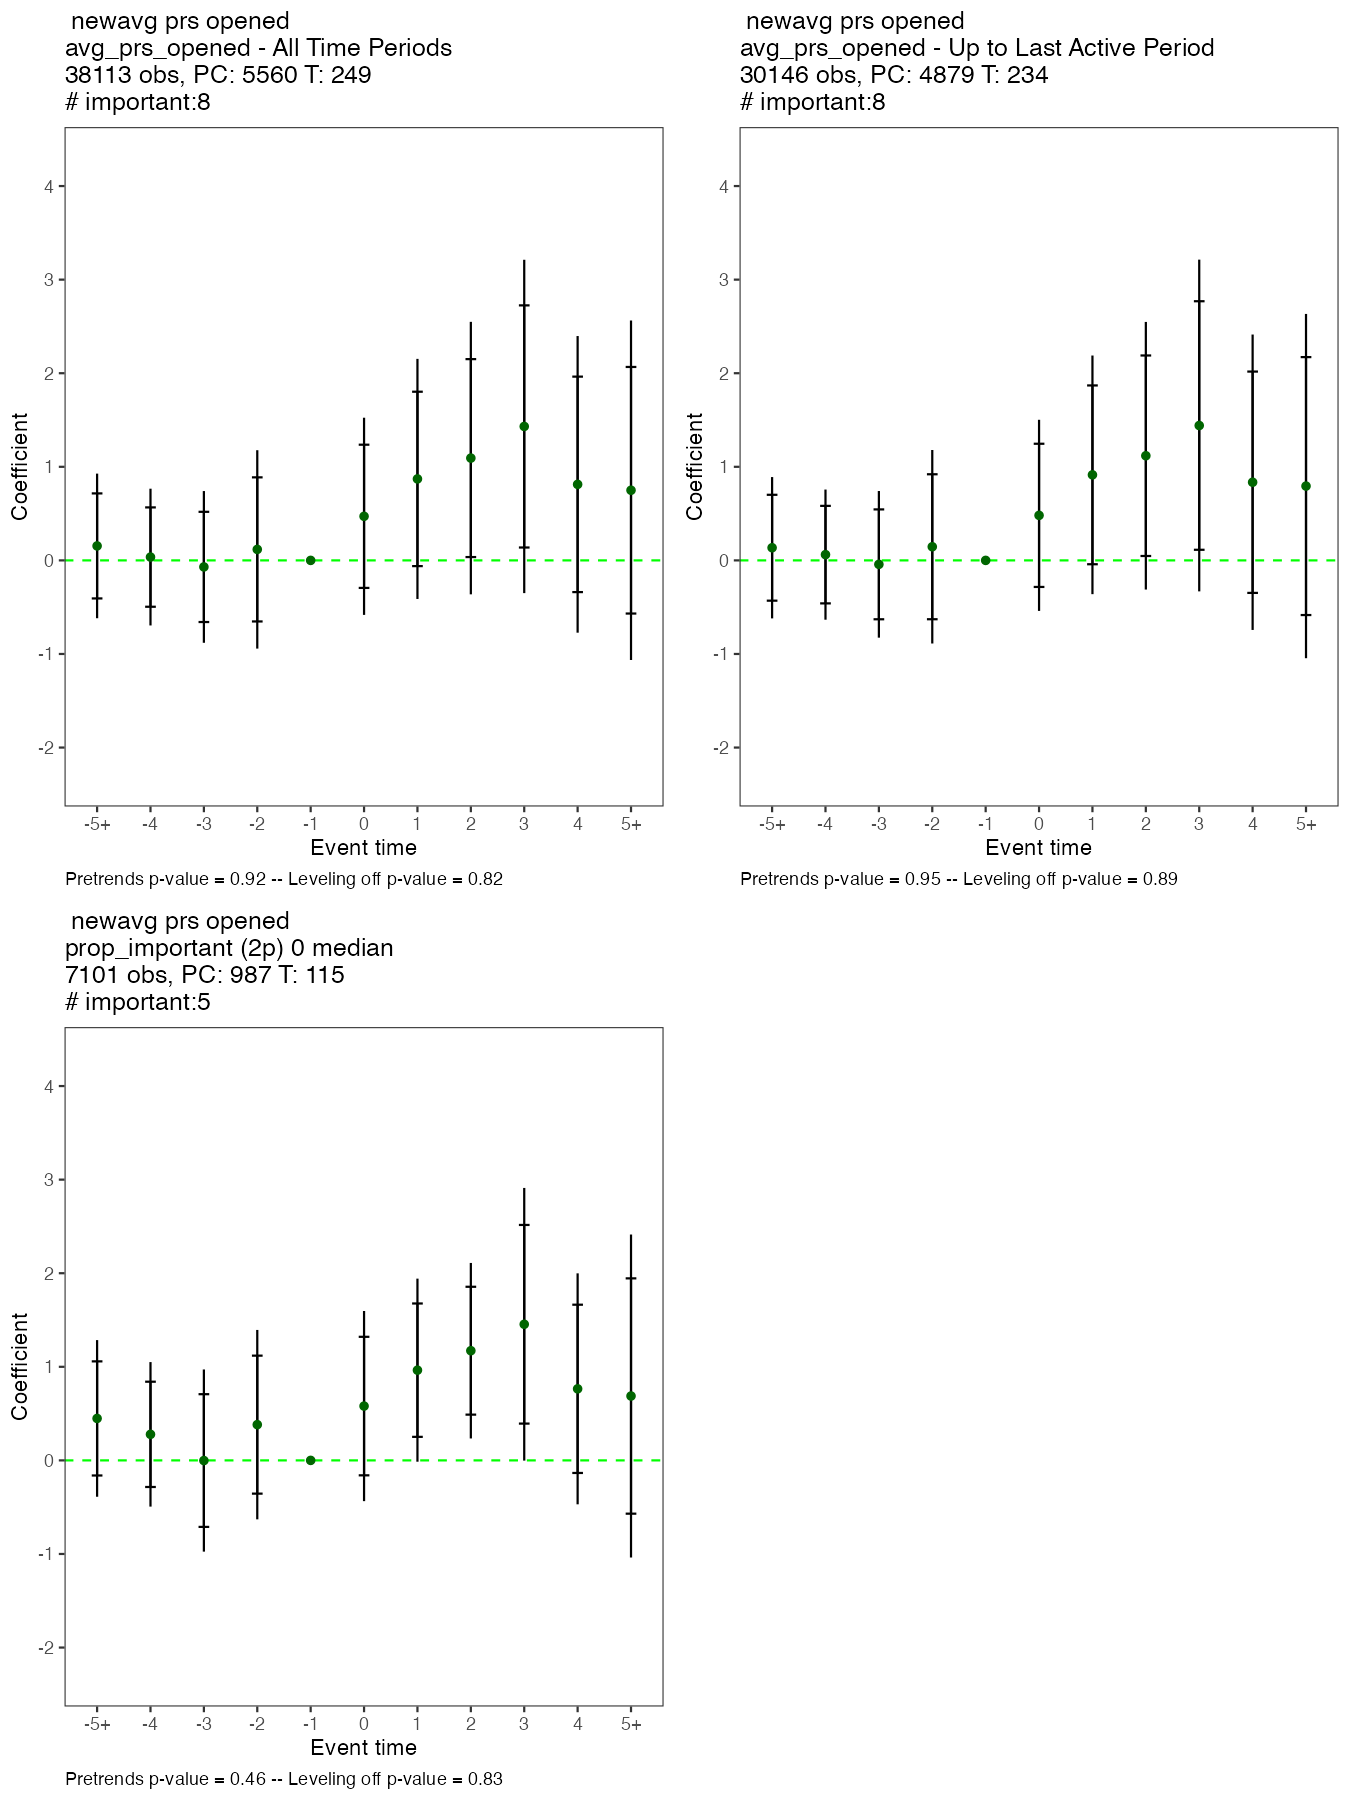 newavg prs opened
avg_prs_opened - All Time Periods
38113 obs, PC: 5560 T: 249
# important:8
4
3
2
1
0
-1
-2
Coefficient
-5+ -4 -3 -2 -1 0 1 2 3 4 5+
Event time
Pretrends p-value = 0.92 -- Leveling off p-value = 0.82
newavg prs opened
avg_prs_opened - Up to Last Active Period
30146 obs, PC: 4879 T: 234
# important:8
4
3
2
1
0
-1
-2
Coefficient
-5+ -4 -3 -2 -1 0 1 2 3 4 5+
Event time
Pretrends p-value = 0.95 -- Leveling off p-value = 0.89
newavg prs opened
prop_important (2p) 0 median
7101 obs, PC: 987 T: 115
# important:5
4
3
2
1
0
-1
-2
Coefficient
-5+ -4 -3 -2 -1 0 1 2 3 4 5+
Event time
Pretrends p-value = 0.46 -- Leveling off p-value = 0.83